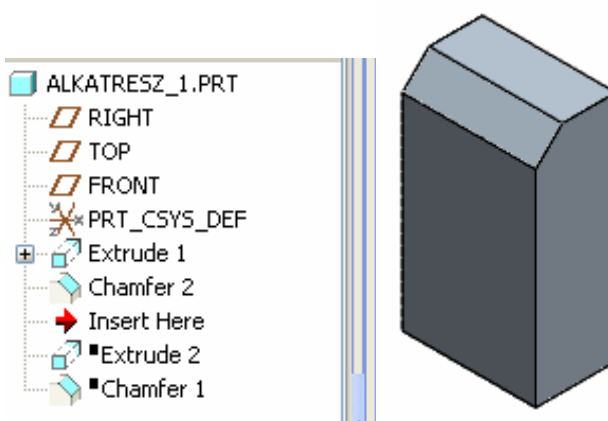 ALKATRESZ_1.PRT
RIGHT
TOP
FRONT
PRT_CSYS_DEF
Extrude 1
Chamfer 2
Insert Here
Extrude 2
Chamfer 1